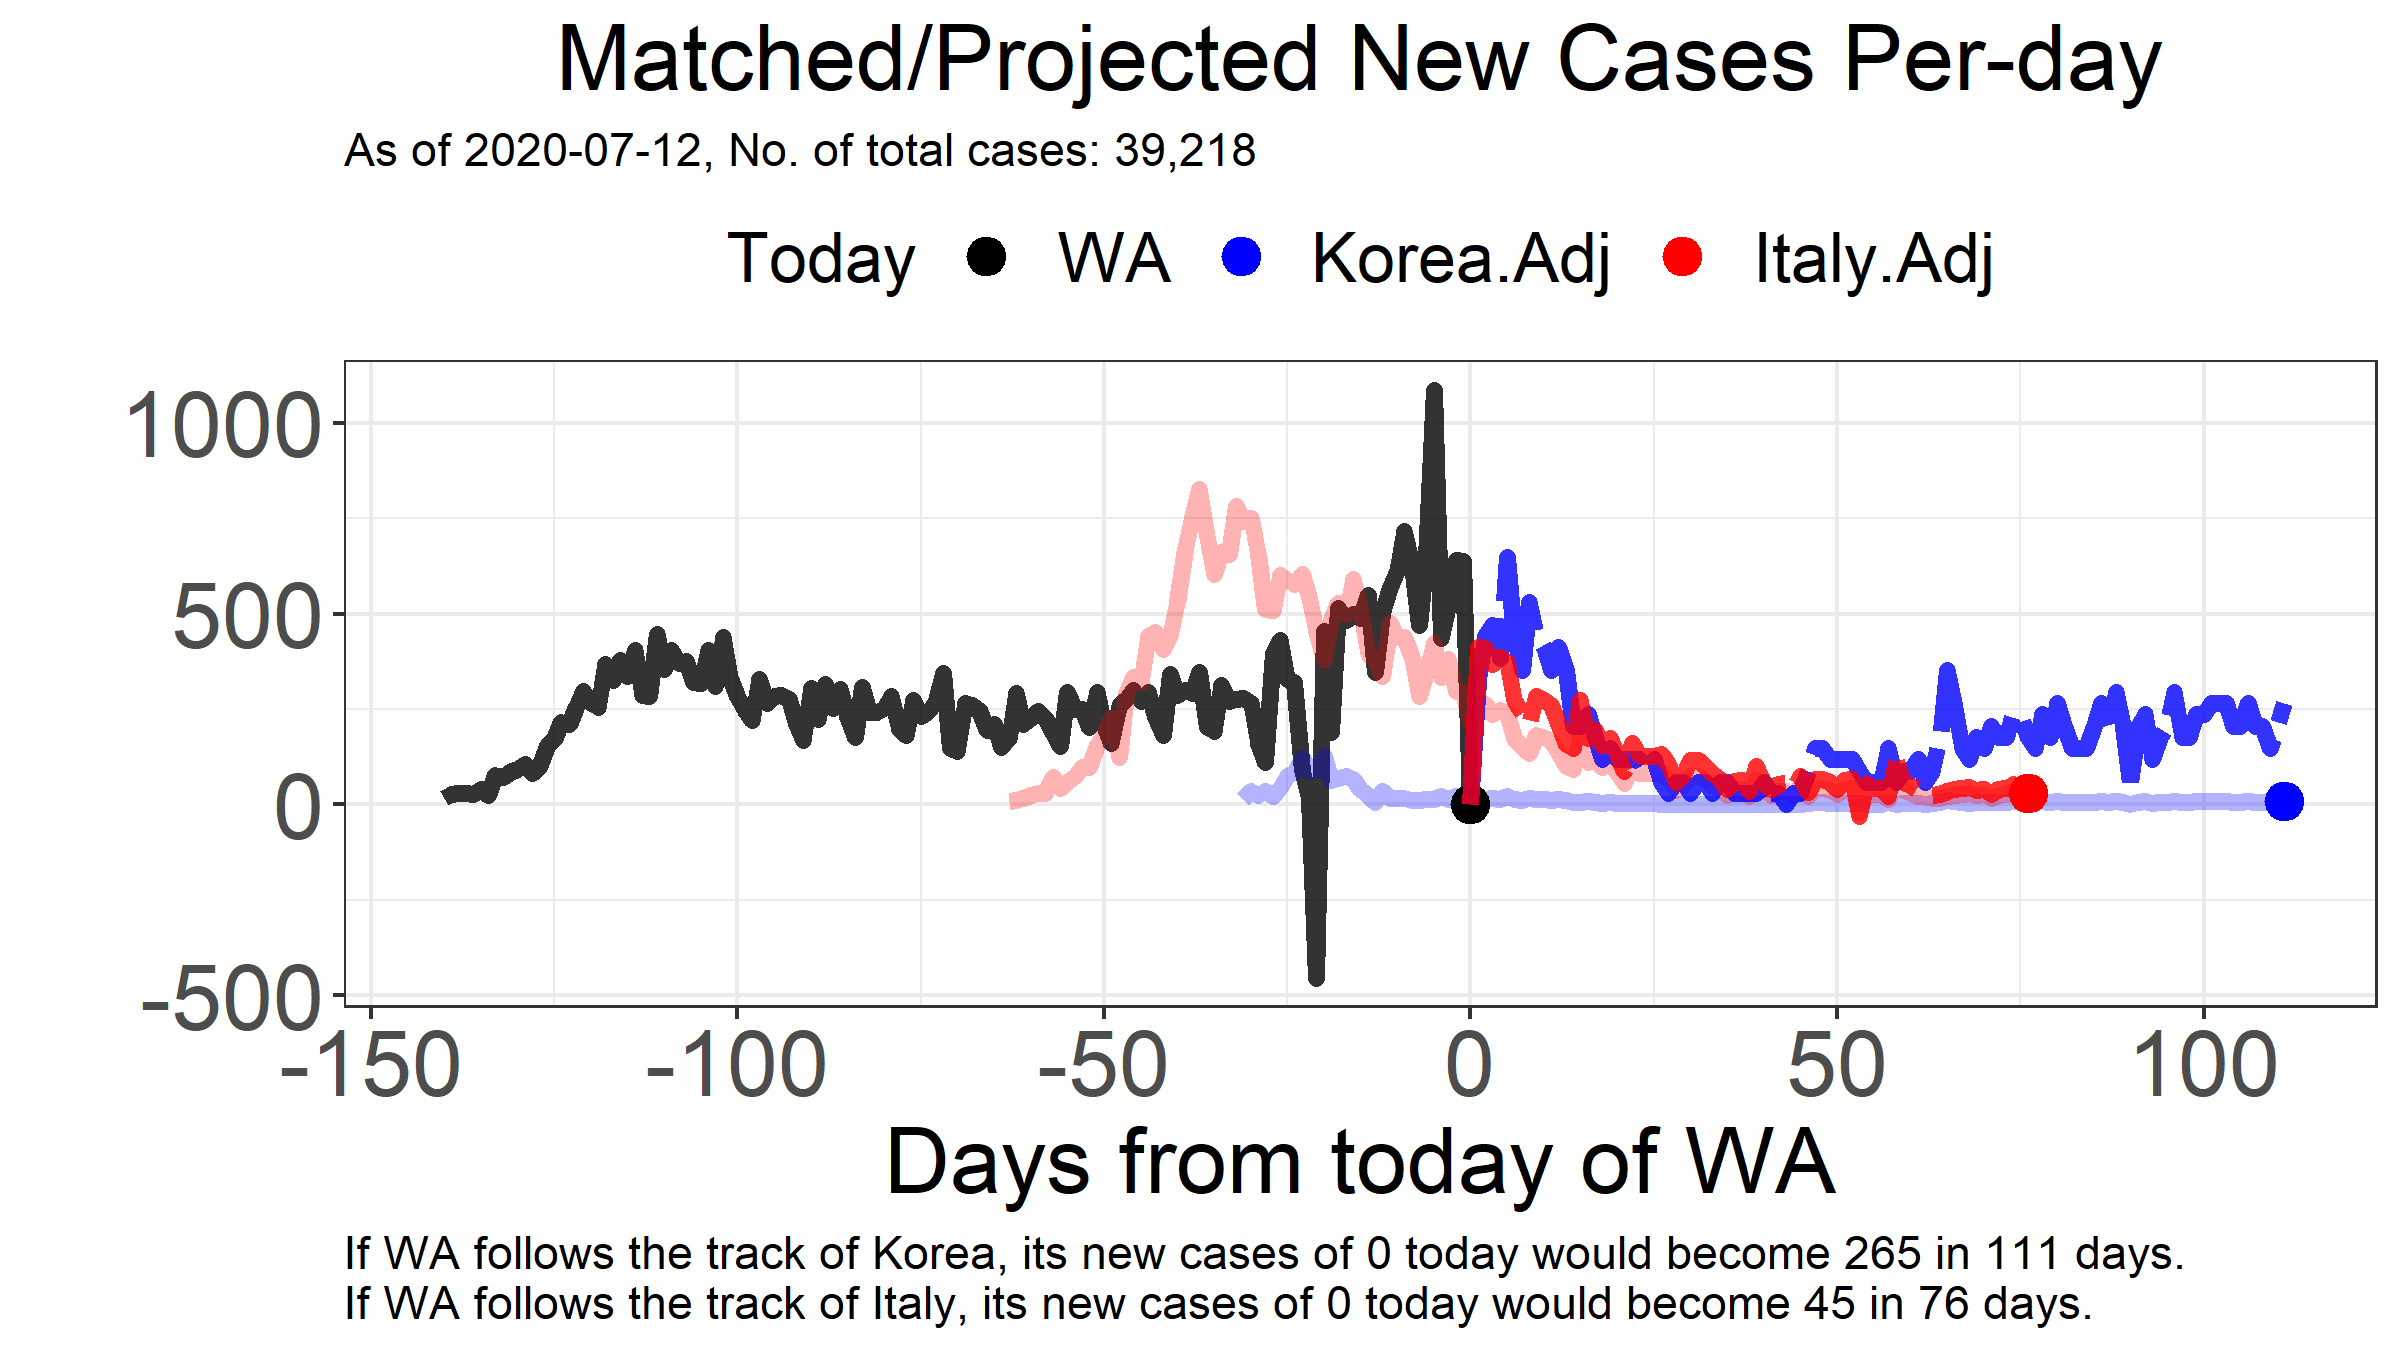 Matched/Projected New Cases Per-day
As of 2020-07-12, No. of total cases: 39,218
Today WA Korea.Adj Italy.Adj
1000
500
0
-500
-150 -100 -50 0 50 100
Days from today of WA
If WA follows the track of Korea, its new cases of 0 today would become 265 in 111 days.
If WA follows the track of Italy, its new cases of 0 today would become 45 in 76 days.